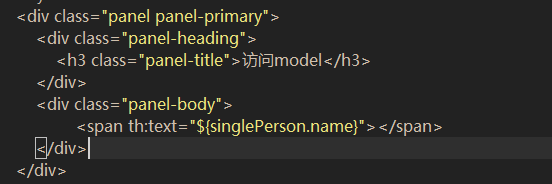 <div class="panel panel-primary">
<div class="panel-heading">
<h3 class="panel-title">访问model</h3>
</div>
<div class="panel-body">
<span th:text="${singlePerson.name}"></span>
</div>
</div>